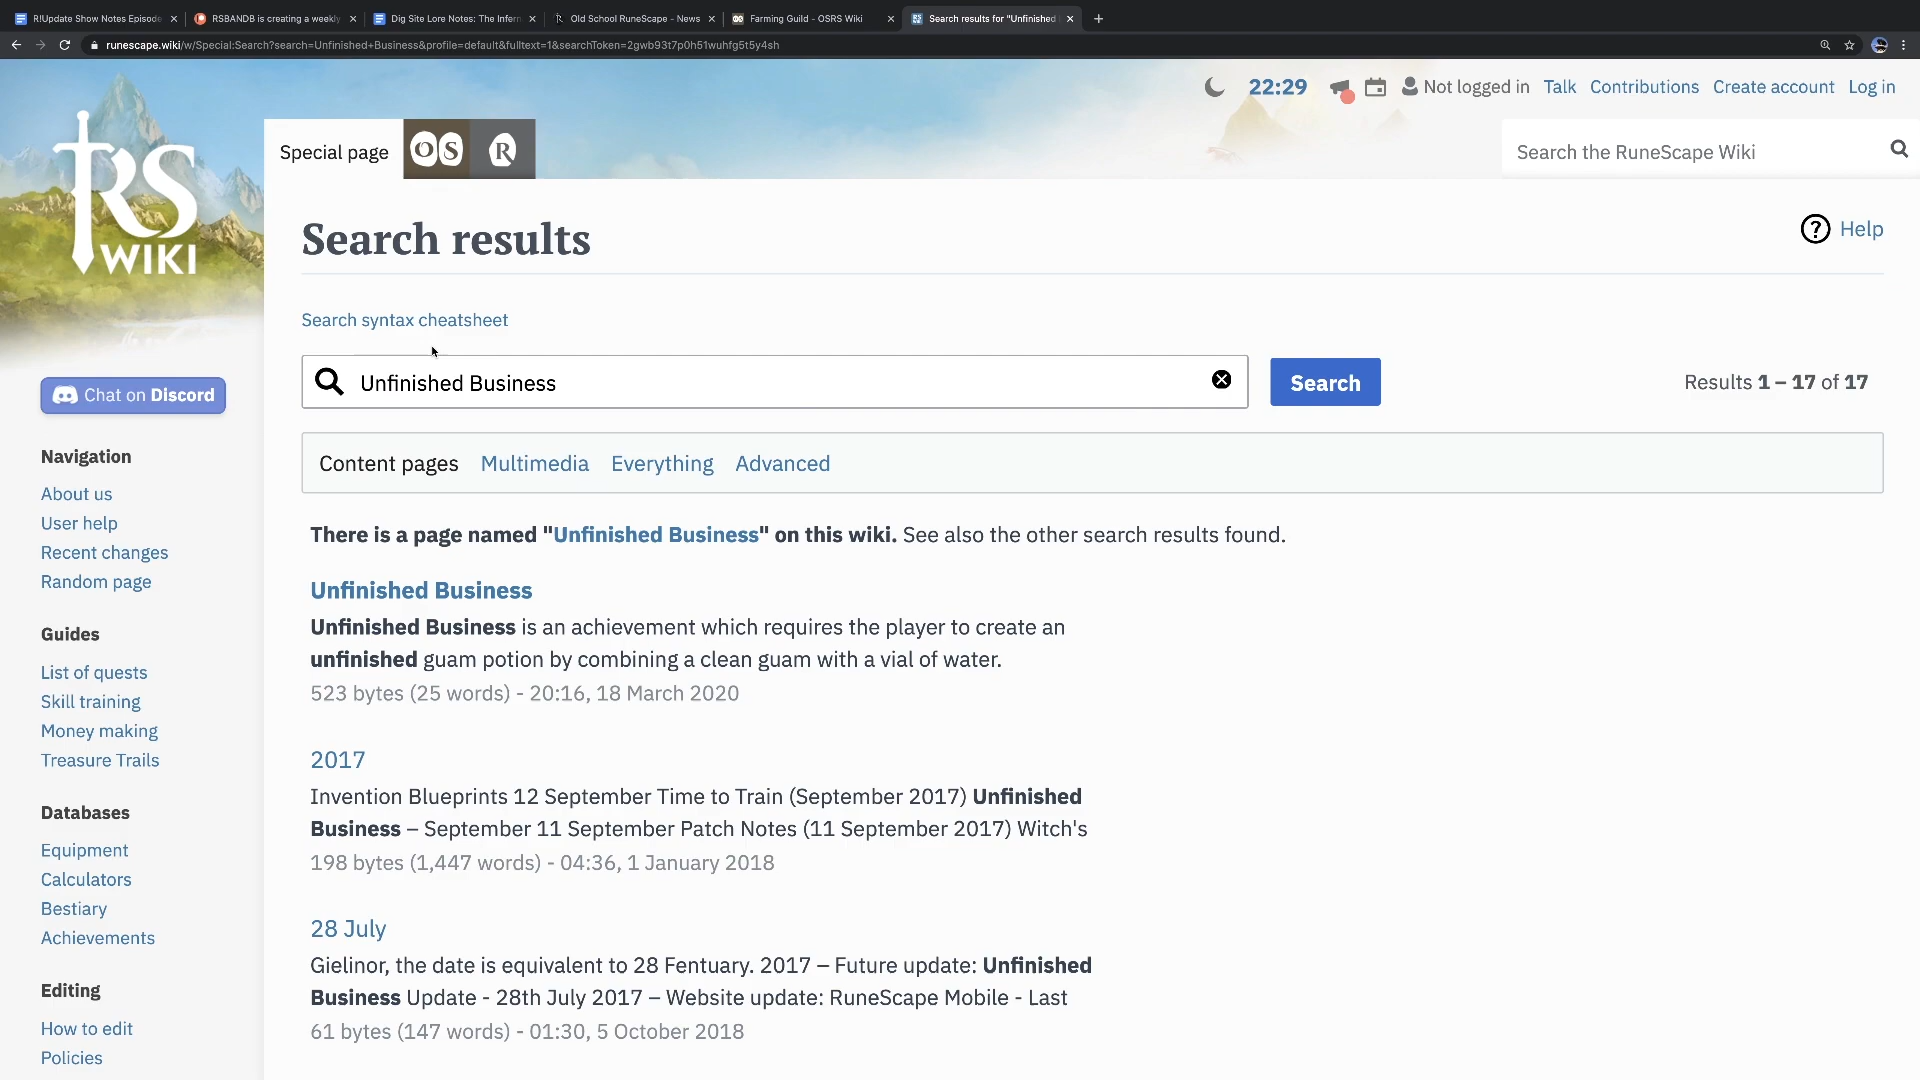 R!Update Show Notes Episode
RSBANDB is creating a weekly
Dig Site Lore Notes: The Infern
Old School RuneScape - News
Farming Guild - OSRS Wiki
Search results for "Unfinished
runescape.wiki/w/Special:Search?search=Unfinished+Business&profile=default&fulltext=1&searchToken=2gwb93t7p0h51wuhfg5t5y4sh
22:29 Not logged in Talk Contributions Create account Log in
RS
WIKI
Special page
OS
R
Search the RuneScape Wiki
Search results
Help
Search syntax cheatsheet
Unfinished Business
Search
Results 1 – 17 of 17
Content pages Multimedia Everything Advanced
There is a page named "Unfinished Business" on this wiki. See also the other search results found.
Unfinished Business
Unfinished Business is an achievement which requires the player to create an
unfinished guam potion by combining a clean guam with a vial of water.
523 bytes (25 words) - 20:16, 18 March 2020
2017
Invention Blueprints 12 September Time to Train (September 2017) Unfinished
Business – September 11 September Patch Notes (11 September 2017) Witch's
198 bytes (1,447 words) - 04:36, 1 January 2018
28 July
Gielinor, the date is equivalent to 28 Fentuary. 2017 – Future update: Unfinished
Business Update - 28th July 2017 – Website update: RuneScape Mobile - Last
61 bytes (147 words) - 01:30, 5 October 2018
Chat on Discord
Navigation
About us
User help
Recent changes
Random page
Guides
List of quests
Skill training
Money making
Treasure Trails
Databases
Equipment
Calculators
Bestiary
Achievements
Editing
How to edit
Policies